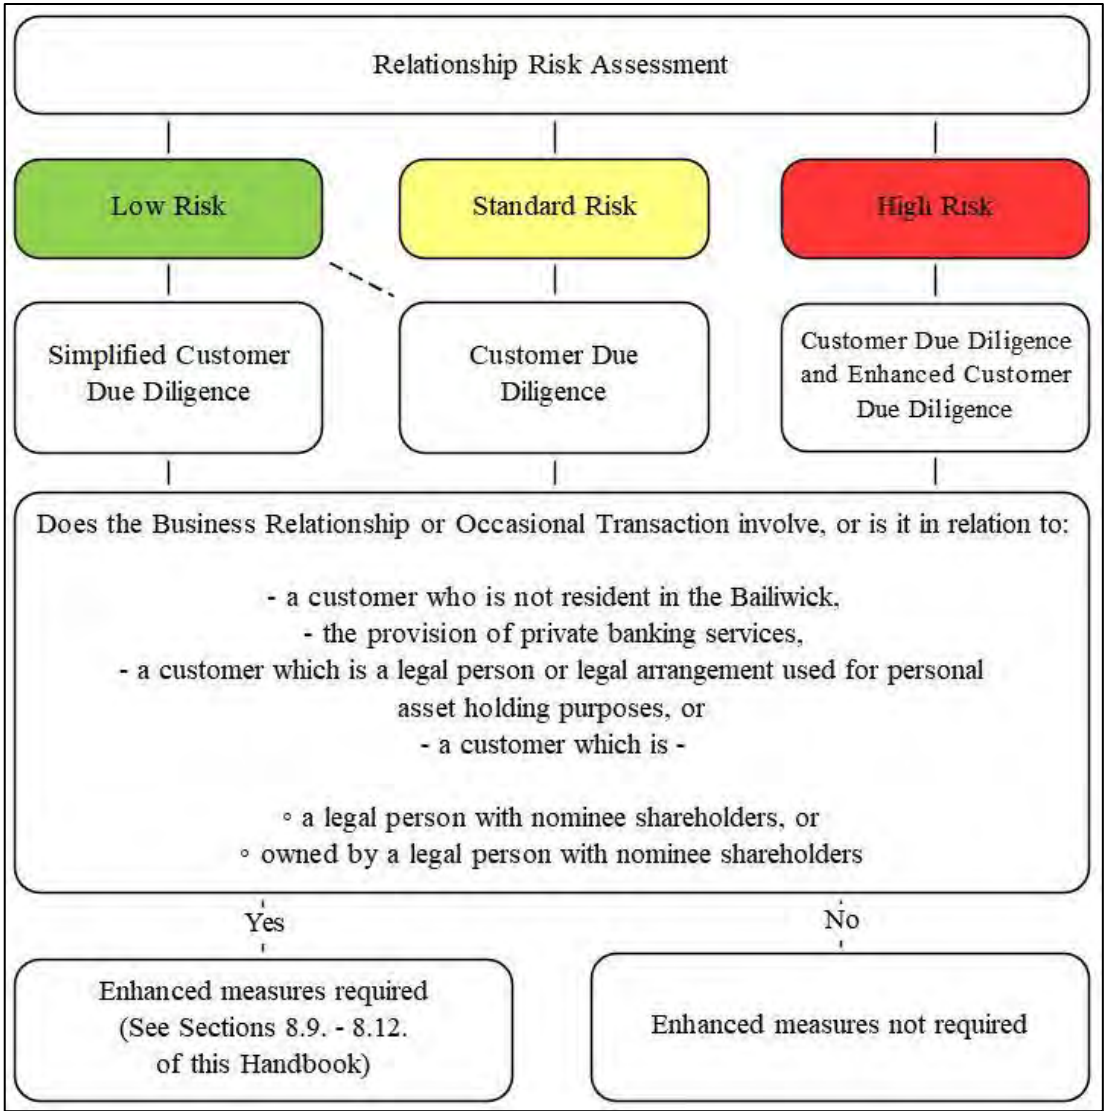 Relationship Risk Assessment
Low Risk
Standard Risk
High Risk
Simplified Customer
Due Diligence
Customer Due
Diligence
Customer Due Diligence
and Enhanced Customer
Due Diligence
Does the Business Relationship or Occasional Transaction involve, or is it in relation to:
- a customer who is not resident in the Bailiwick,
- the provision of private banking services,
- a customer which is a legal person or legal arrangement used for personal
asset holding purposes, or
- a customer which is -
◦ a legal person with nominee shareholders, or
◦ owned by a legal person with nominee shareholders
Yes
No
Enhanced measures required
(See Sections 8.9. - 8.12.
of this Handbook)
Enhanced measures not required